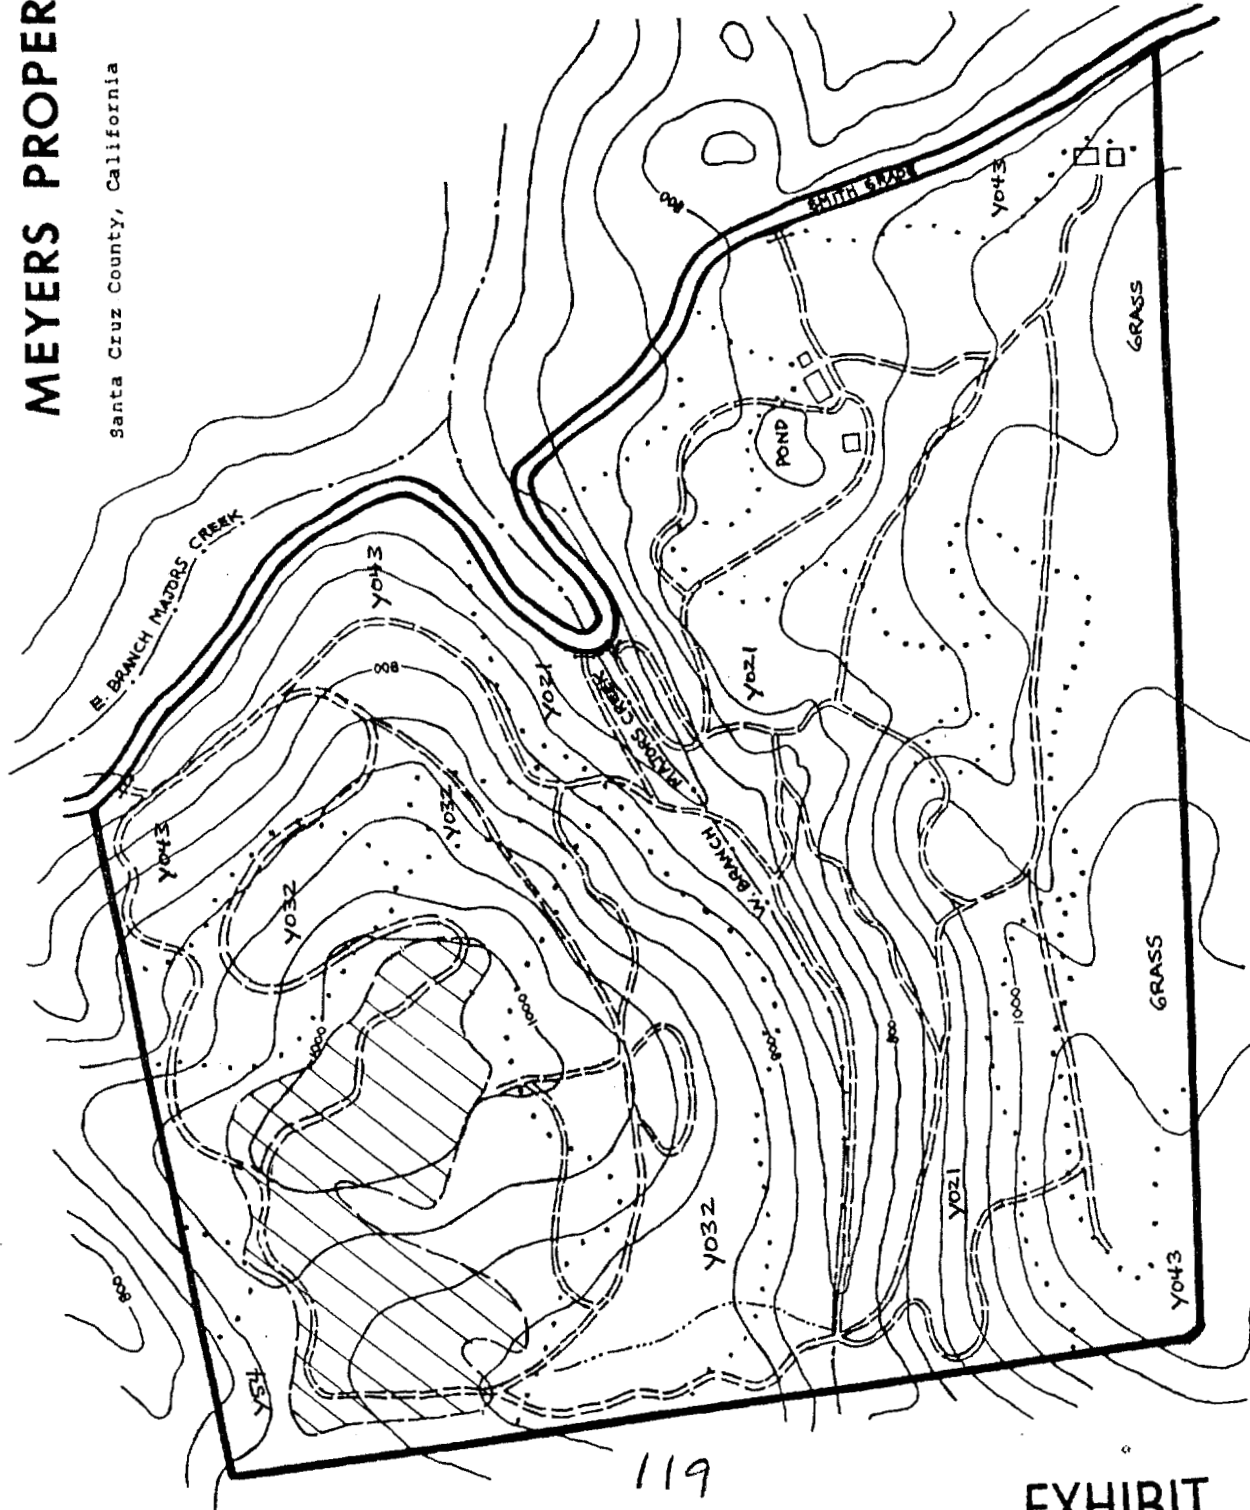 MEYERS PROPER
Santa Cruz County, California
SMITH GRADE
800
Y043
GRASS
POND
E. BRANCH MAJORS CREEK
Y043
800
Y021
Y021
MAJORS CREEK
W. BRANCH
Y043
Y032
Y032
1000
1000
800
800
1000
GRASS
Y032
Y021
Y043
800
Y54
119
EXHIBIT